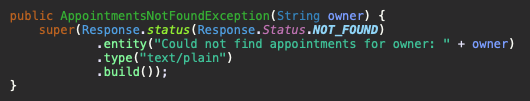 public AppointmentsNotFoundException(String owner) {
    super(Response.status(Response.Status.NOT_FOUND)
            .entity("Could not find appointments for owner: " + owner)
            .type("text/plain")
            .build());
}